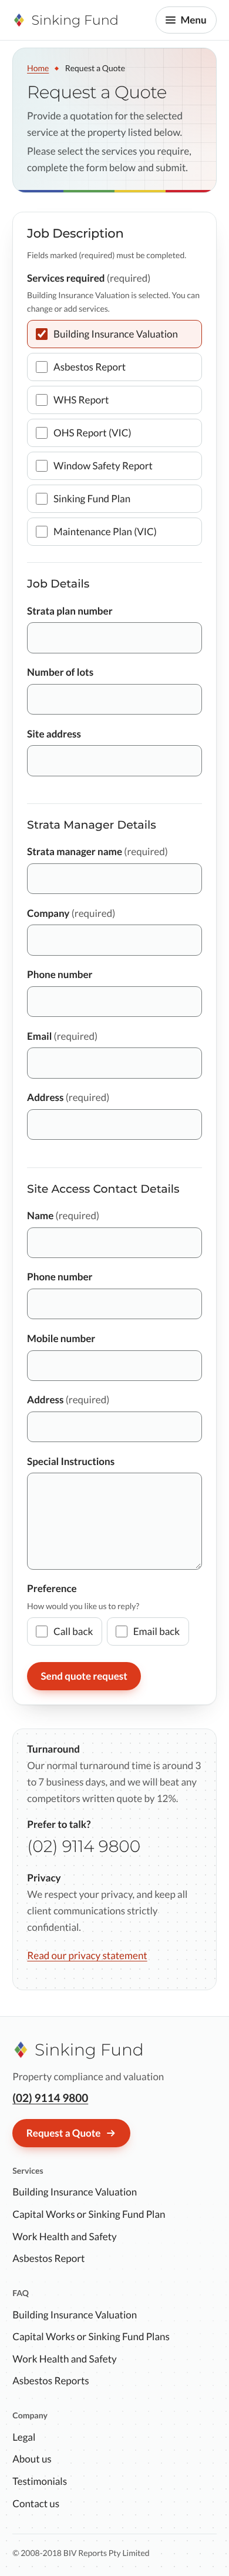 Sinking Fund
Menu
Home ✦ Request a Quote
Request a Quote
Provide a quotation for the selected
service at the property listed below.
Please select the services you require,
complete the form below and submit.
Job Description
Fields marked (required) must be completed.
Services required (required)
Building Insurance Valuation is selected. You can
change or add services.
Building Insurance Valuation
Asbestos Report
WHS Report
OHS Report (VIC)
Window Safety Report
Sinking Fund Plan
Maintenance Plan (VIC)
Job Details
Strata plan number
Number of lots
Site address
Strata Manager Details
Strata manager name (required)
Company (required)
Phone number
Email (required)
Address (required)
Site Access Contact Details
Name (required)
Phone number
Mobile number
Address (required)
Special Instructions
Preference
How would you like us to reply?
Call back
Email back
Send quote request
Turnaround
Our normal turnaround time is around 3
to 7 business days, and we will beat any
competitors written quote by 12%.
Prefer to talk?
(02) 9114 9800
Privacy
We respect your privacy, and keep all
client communications strictly
confidential.
Read our privacy statement
Sinking Fund
Property compliance and valuation
(02) 9114 9800
Request a Quote →
Services
Building Insurance Valuation
Capital Works or Sinking Fund Plan
Work Health and Safety
Asbestos Report
FAQ
Building Insurance Valuation
Capital Works or Sinking Fund Plans
Work Health and Safety
Asbestos Reports
Company
Legal
About us
Testimonials
Contact us
© 2008-2018 BIV Reports Pty Limited